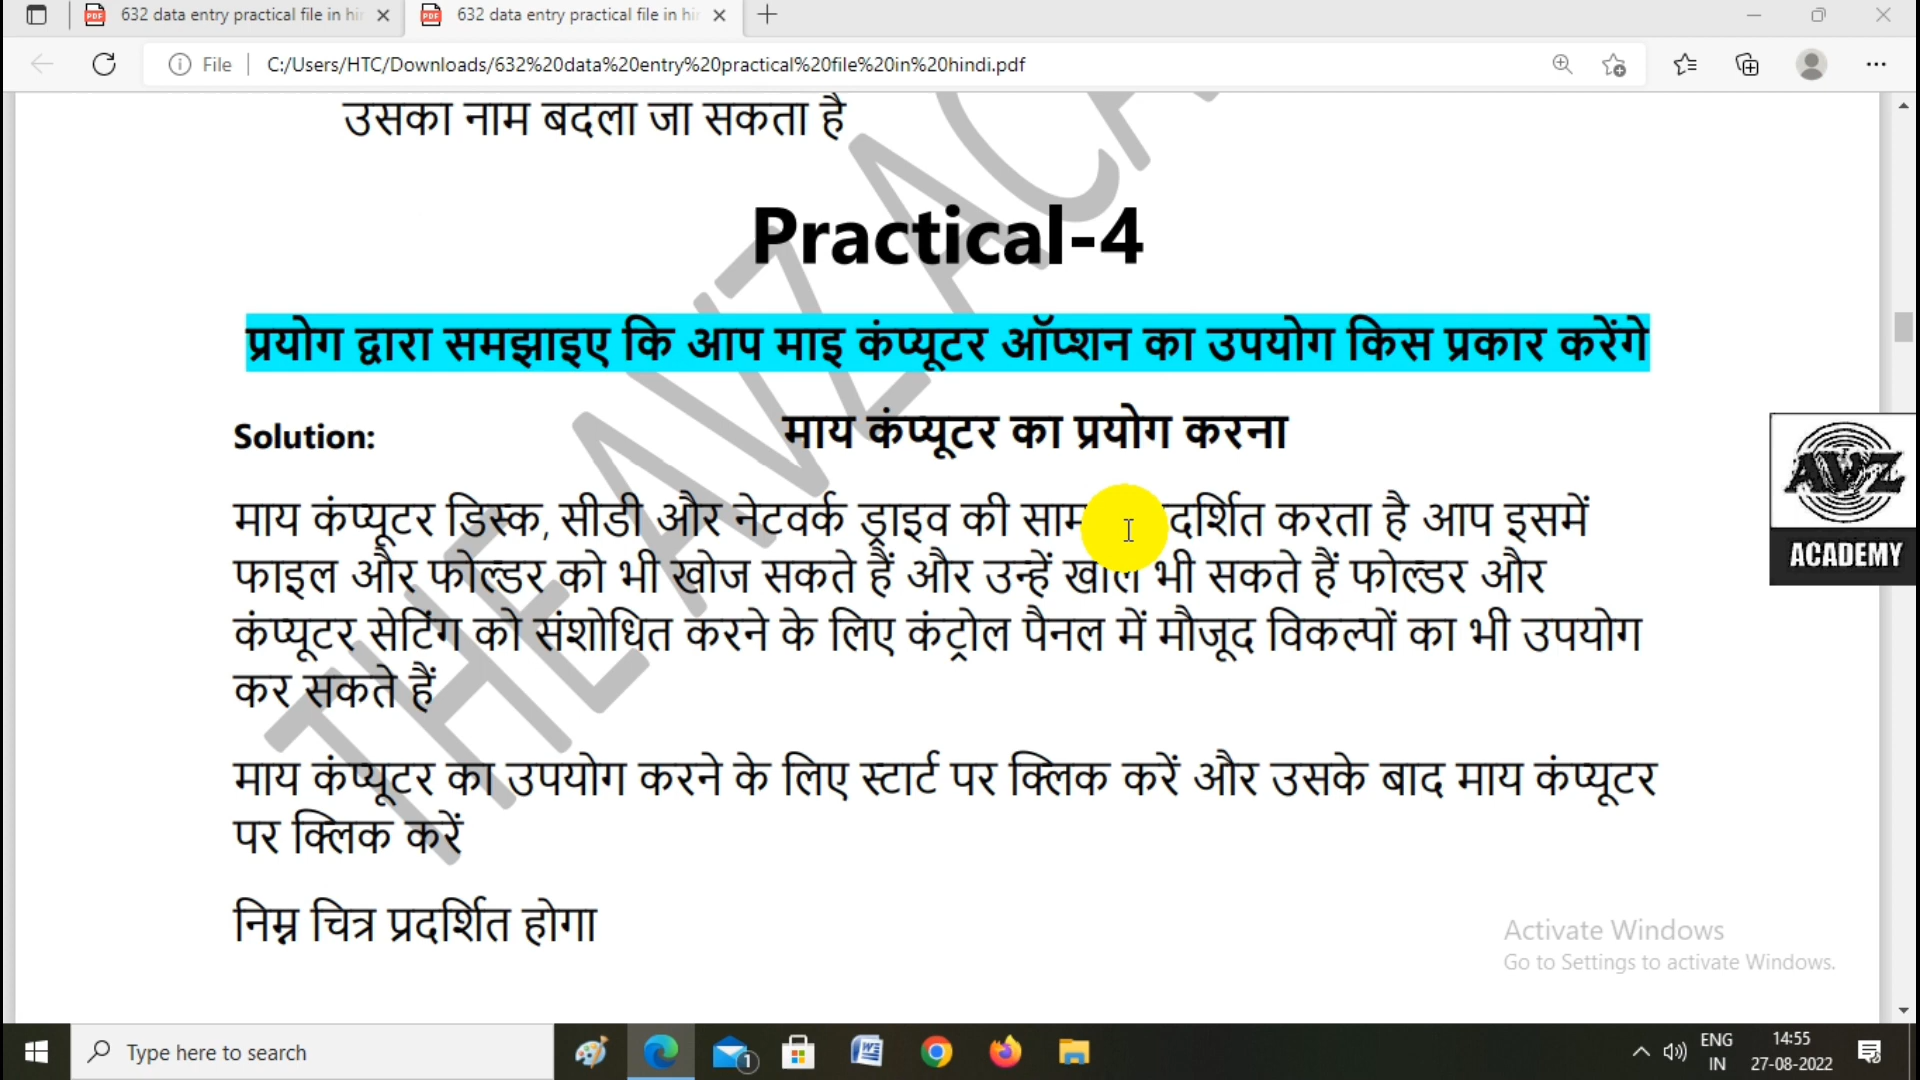 632 data entry practical file in hi
632 data entry practical file in hi
File
C:/Users/HTC/Downloads/632%20data%20entry%20practical%20file%20in%20hindi.pdf
उसका नाम बदला जा सकता है
Practical-4
प्रयोग द्वारा समझाइए कि आप माइ कंप्यूटर ऑप्शन का उपयोग किस प्रकार करेंगे
Solution: माय कंप्यूटर का प्रयोग करना
माय कंप्यूटर डिस्क, सीडी और नेटवर्क ड्राइव की करता है आप इसमें
फाइल और फोल्डर को भी खोज सकते हैं और उन्हें खोल भी सकते हैं फोल्डर और
कंप्यूटर सेटिंग को संशोधित करने के लिए कंट्रोल पैनल में मौजूद विकल्पों का भी उपयोग
कर सकते हैं
माय कंप्यूटर का उपयोग करने के लिए स्टार्ट पर क्लिक करें और उसके बाद माय कंप्यूटर
पर क्लिक करें
निम्न चित्र प्रदर्शित होगा
THE AVZ ACA
AVZ
ACADEMY
Activate Windows
Go to Settings to activate Windows.
Type here to search
1
ENG
IN
14:55
27-08-2022